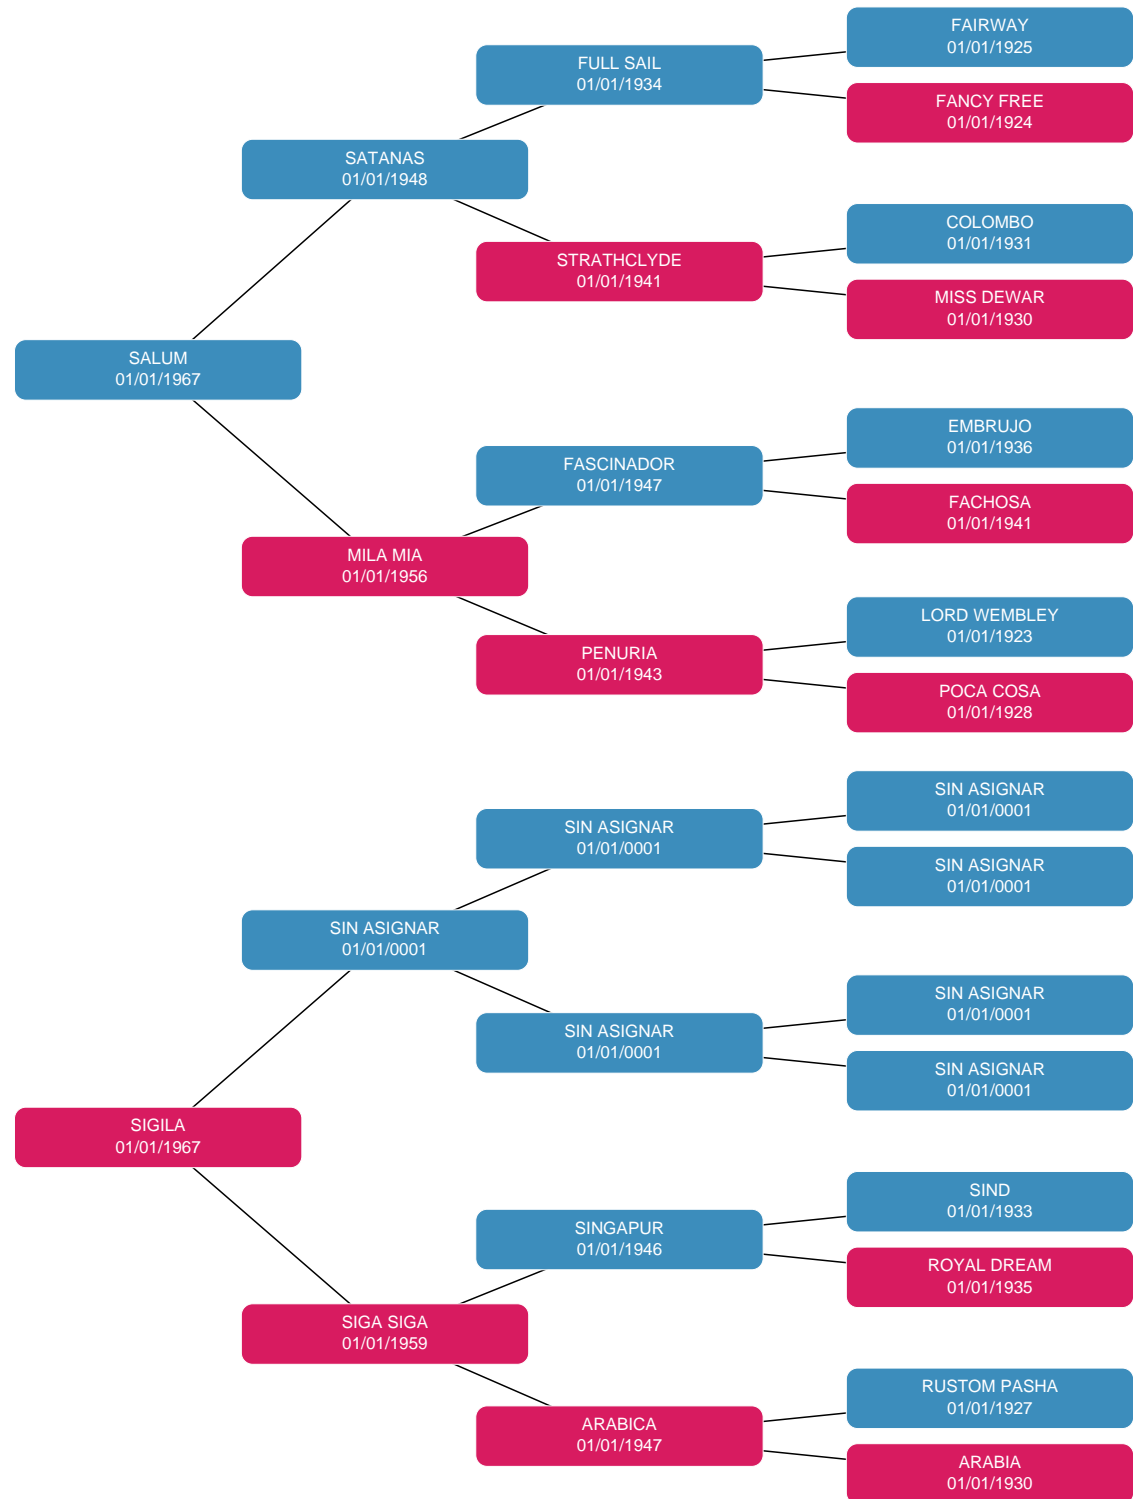 FAIRWAY
01/01/1925
FULL SAIL
01/01/1934
FANCY FREE
01/01/1924
SATANAS
01/01/1948
COLOMBO
01/01/1931
STRATHCLYDE
01/01/1941
MISS DEWAR
01/01/1930
SALUM
01/01/1967
EMBRUJO
01/01/1936
FASCINADOR
01/01/1947
FACHOSA
01/01/1941
MILA MIA
01/01/1956
LORD WEMBLEY
01/01/1923
PENURIA
01/01/1943
POCA COSA
01/01/1928
SIN ASIGNAR
01/01/0001
SIN ASIGNAR
01/01/0001
SIN ASIGNAR
01/01/0001
SIN ASIGNAR
01/01/0001
SIN ASIGNAR
01/01/0001
SIN ASIGNAR
01/01/0001
SIN ASIGNAR
01/01/0001
SIGILA
01/01/1967
SIND
01/01/1933
SINGAPUR
01/01/1946
ROYAL DREAM
01/01/1935
SIGA SIGA
01/01/1959
RUSTOM PASHA
01/01/1927
ARABICA
01/01/1947
ARABIA
01/01/1930